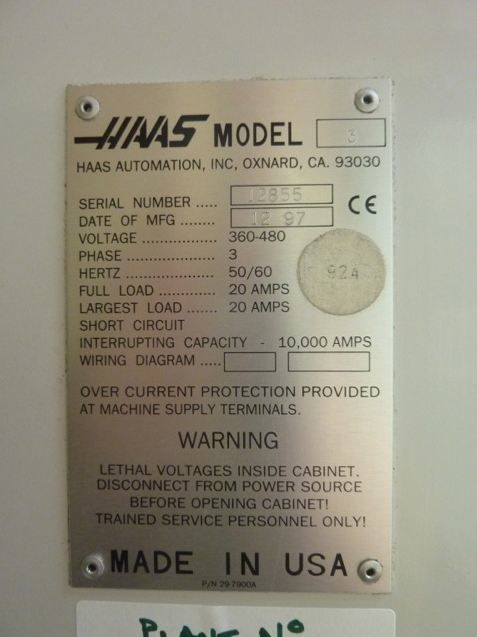 HAAS MODEL 3
HAAS AUTOMATION, INC, OXNARD, CA. 93030
SERIAL NUMBER ..... 12855
DATE OF MFG ........ 12 97
CE
VOLTAGE ................. 360-480
PHASE ..................... 3
HERTZ .................... 50/60
FULL LOAD ............. 20 AMPS
LARGEST LOAD ....... 20 AMPS
924
SHORT CIRCUIT
INTERRUPTING CAPACITY - 10,000 AMPS
WIRING DIAGRAM .....
OVER CURRENT PROTECTION PROVIDED
AT MACHINE SUPPLY TERMINALS.
WARNING
LETHAL VOLTAGES INSIDE CABINET.
DISCONNECT FROM POWER SOURCE
BEFORE OPENING CABINET!
TRAINED SERVICE PERSONNEL ONLY!
MADE IN USA
P/N 29-7900A
PLANT No